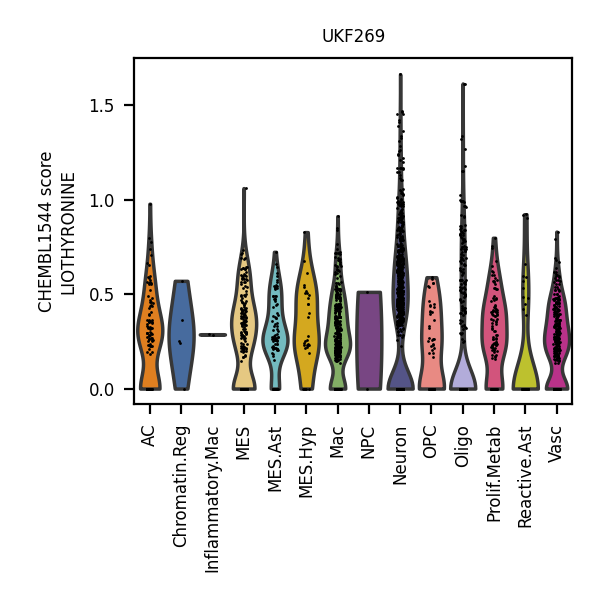 UKF269
CHEMBL1544 score
LIOTHYRONINE
1.5
1.0
0.5
0.0
AC
Chromatin.Reg
Inflammatory.Mac
MES
MES.Ast
MES.Hyp
Mac
NPC
Neuron
OPC
Oligo
Prolif.Metab
Reactive.Ast
Vasc